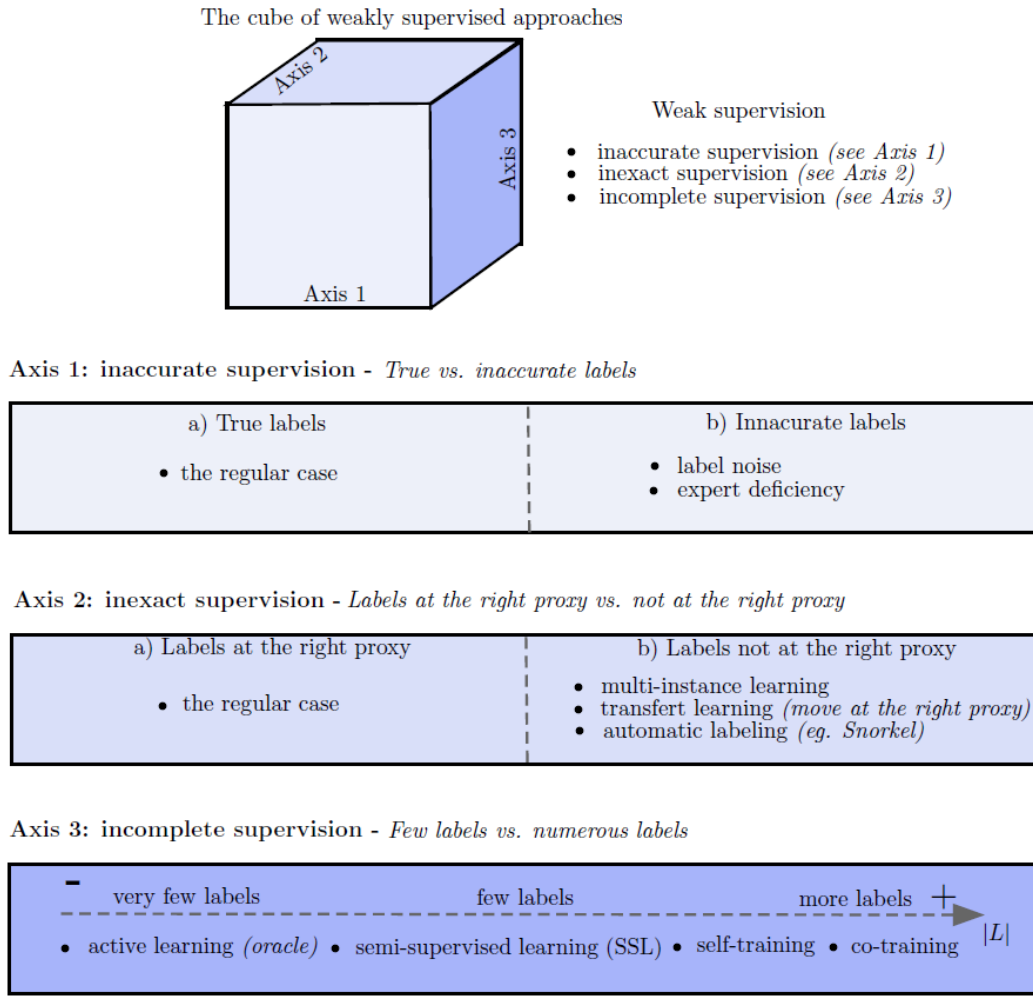 The cube of weakly supervised approaches
Axis 2
Axis 3
Axis 1
Weak supervision
• inaccurate supervision (see Axis 1)
• inexact supervision (see Axis 2)
• incomplete supervision (see Axis 3)
Axis 1: inaccurate supervision - True vs. inaccurate labels
a) True labels
• the regular case
b) Innacurate labels
• label noise
• expert deficiency
Axis 2: inexact supervision - Labels at the right proxy vs. not at the right proxy
a) Labels at the right proxy
• the regular case
b) Labels not at the right proxy
• multi-instance learning
• transfert learning (move at the right proxy)
• automatic labeling (eg. Snorkel)
Axis 3: incomplete supervision - Few labels vs. numerous labels
- very few labels few labels more labels +
|L|
• active learning (oracle) • semi-supervised learning (SSL) • self-training • co-training